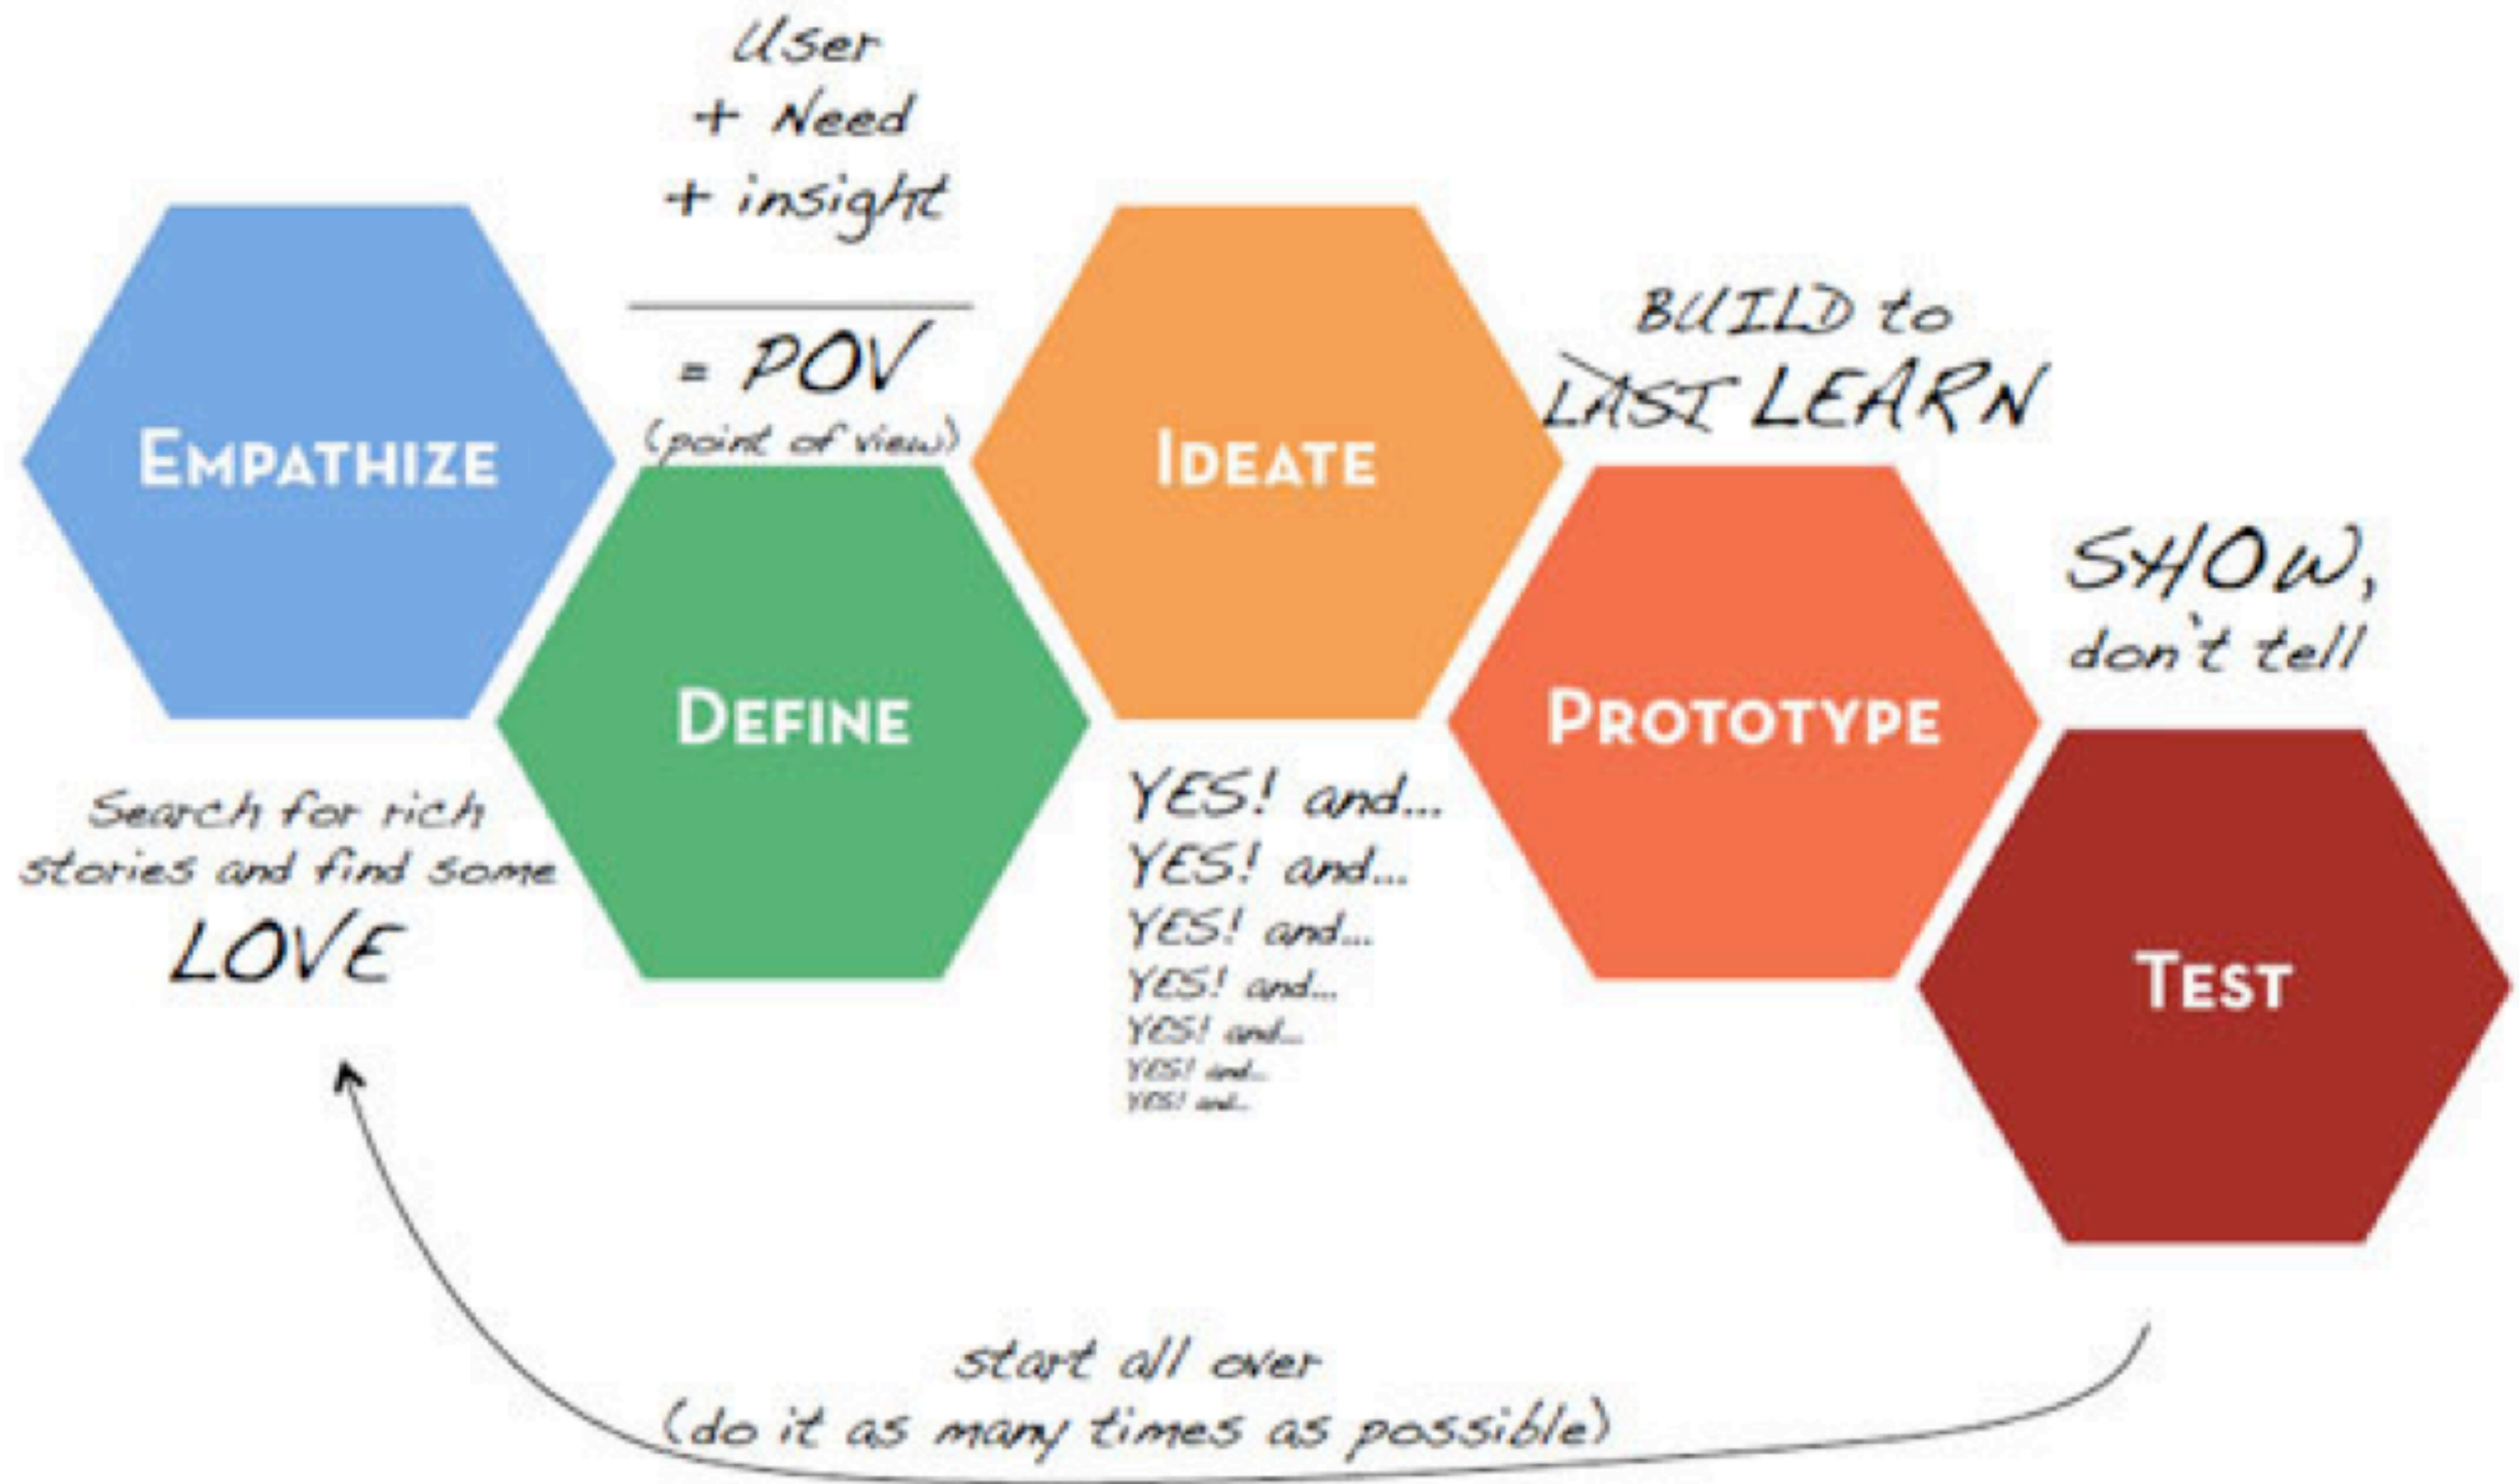 User
+ Need
+ insight
= POV
(point of view)
EMPATHIZE
Search for rich
stories and find some
LOVE
DEFINE
IDEATE
YES! and...
YES! and...
YES! and...
YES! and...
YES! and...
YES! and...
YES! and...
BUILD to
LAST LEARN
PROTOTYPE
SHOW,
don't tell
TEST
start all over
(do it as many times as possible)